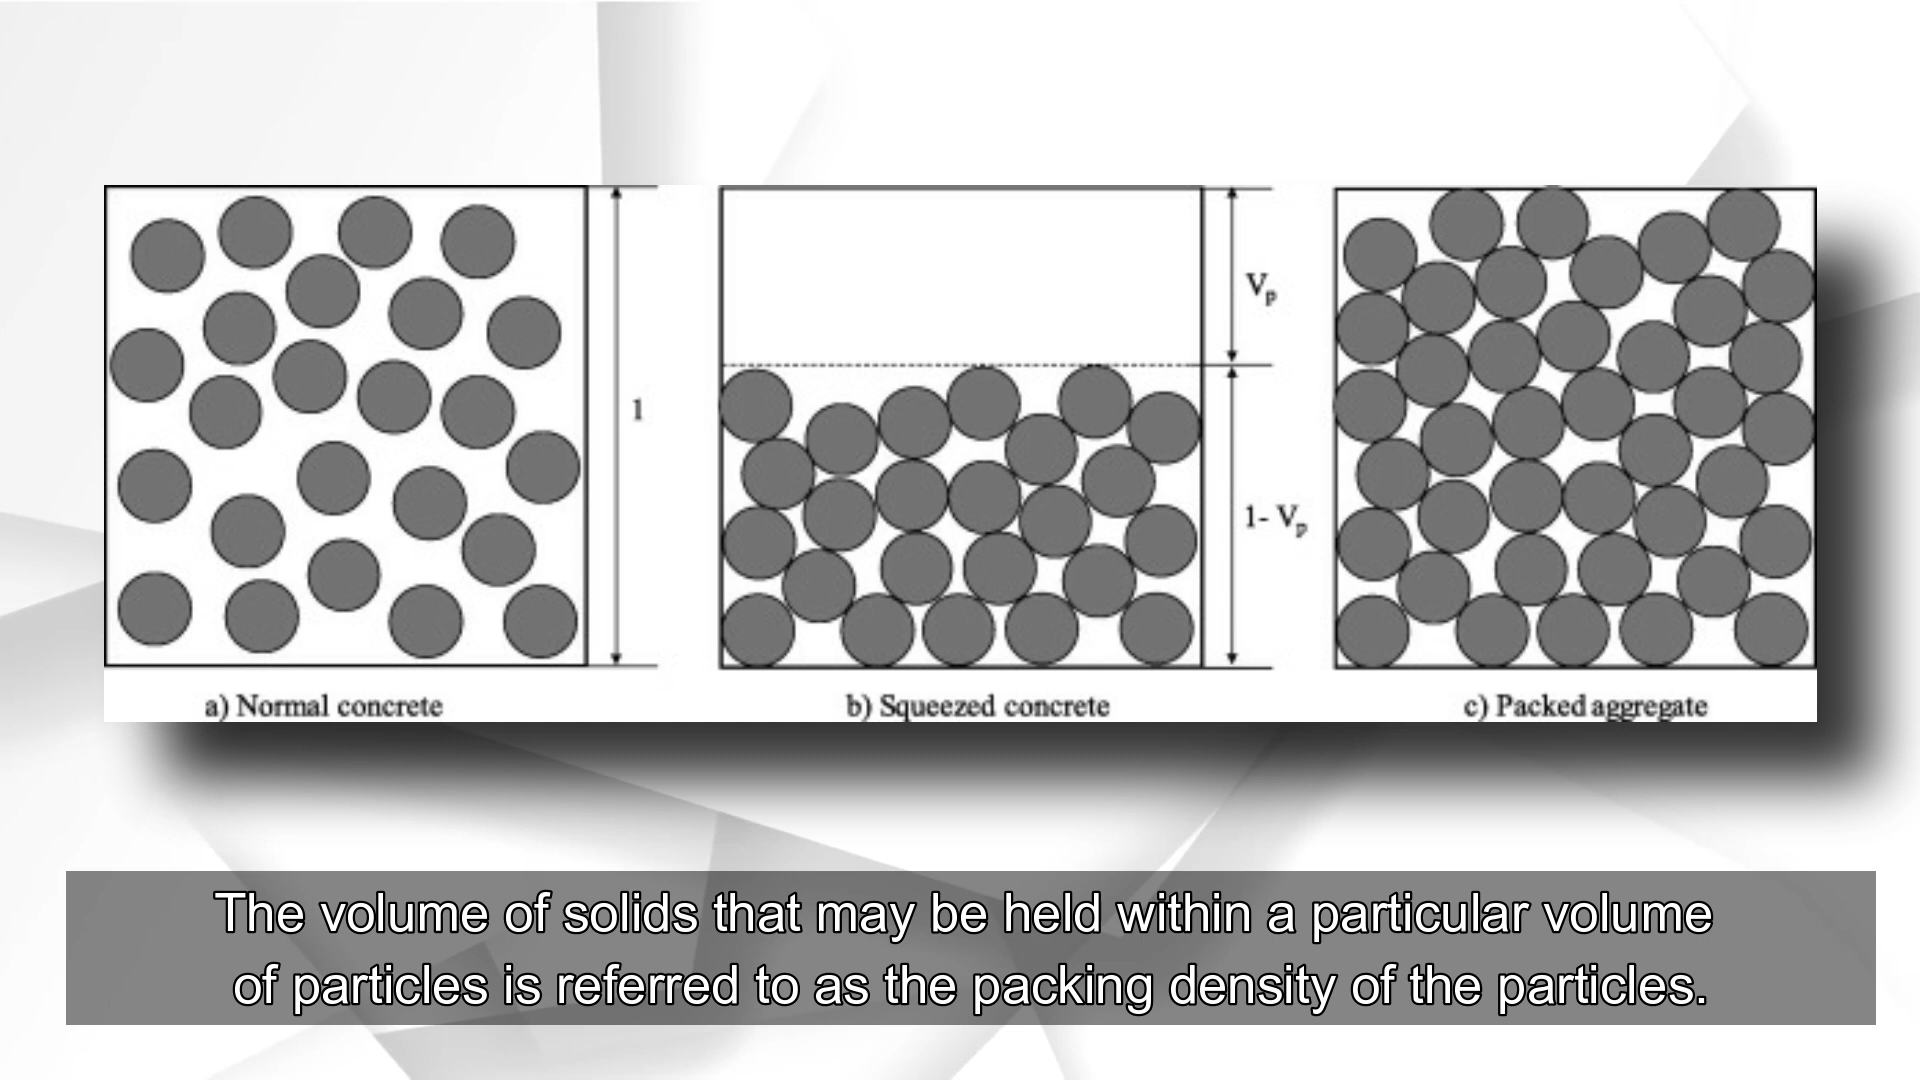 1
Vp
1- Vp
a) Normal concrete
b) Squeezed concrete
c) Packed aggregate
The volume of solids that may be held within a particular volume
of particles is referred to as the packing density of the particles.